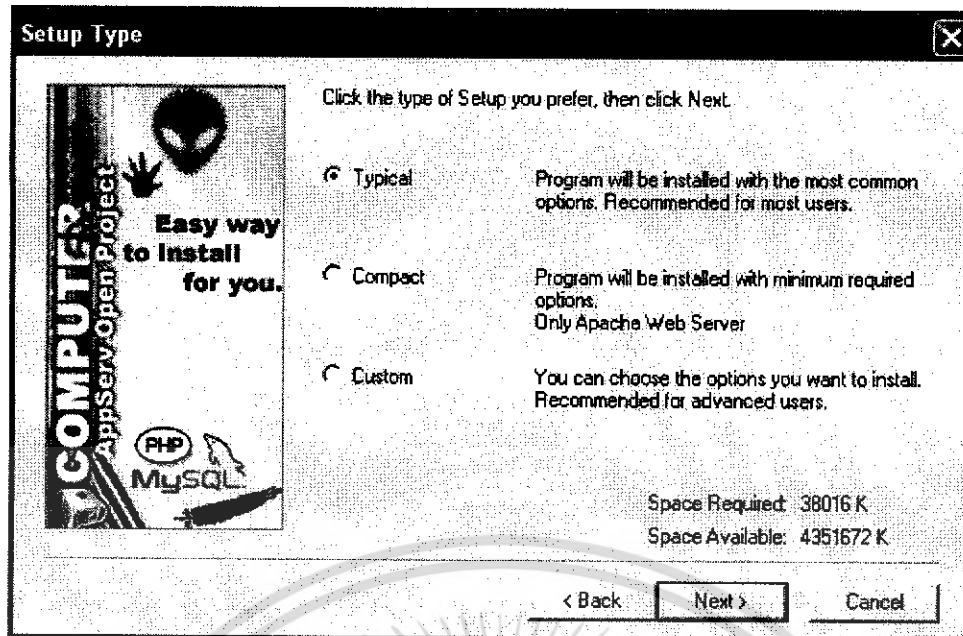 Setup Type
Click the type of Setup you prefer, then click Next.
Typical
Program will be installed with the most common
options. Recommended for most users.
Compact
Program will be installed with minimum required
options.
Only Apache Web Server
Custom
You can choose the options you want to install.
Recommended for advanced users.
COMPUTER
AppServ Open Project
Easy way
to Install
for you.
PHP
MySQL
Space Required: 38016 K
Space Available: 4351672 K
< Back
Next >
Cancel